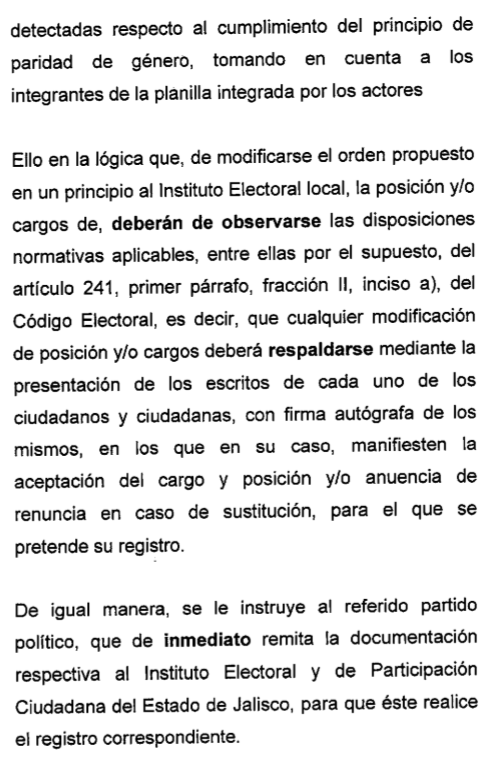 detectadas respecto al cumplimiento del principio de
paridad de género, tomando en cuenta a los
integrantes de la planilla integrada por los actores
Ello en la lógica que, de modificarse el orden propuesto
en un principio al Instituto Electoral local, la posición y/o
cargos de, deberán de observarse las disposiciones
normativas aplicables, entre ellas por el supuesto, del
artículo 241, primer párrafo, fracción II, inciso a), del
Código Electoral, es decir, que cualquier modificación
de posición y/o cargos deberá respaldarse mediante la
presentación de los escritos de cada uno de los
ciudadanos y ciudadanas, con firma autógrafa de los
mismos, en los que en su caso, manifiesten la
aceptación del cargo y posición y/o anuencia de
renuncia en caso de sustitución, para el que se
pretende su registro.
De igual manera, se le instruye al referido partido
político, que de inmediato remita la documentación
respectiva al Instituto Electoral y de Participación
Ciudadana del Estado de Jalisco, para que éste realice
el registro correspondiente.